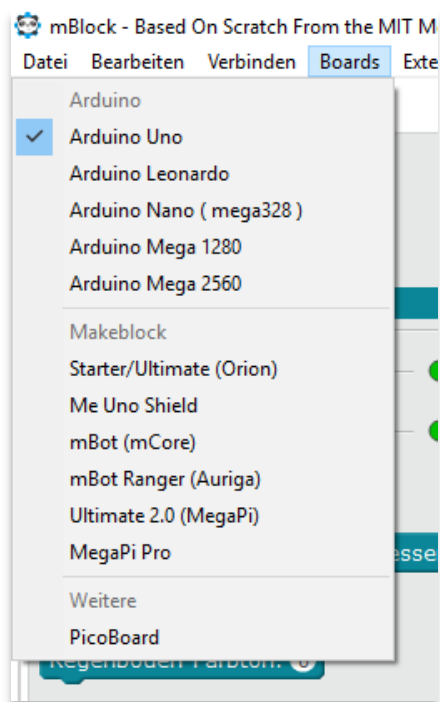 mBlock - Based On Scratch From the MIT M
Datei Bearbeiten Verbinden Boards Exte
Arduino
Arduino Uno
Arduino Leonardo
Arduino Nano ( mega328 )
Arduino Mega 1280
Arduino Mega 2560
Makeblock
Starter/Ultimate (Orion)
Me Uno Shield
mBot (mCore)
mBot Ranger (Auriga)
Ultimate 2.0 (MegaPi)
MegaPi Pro
esse
Weitere
PicoBoard